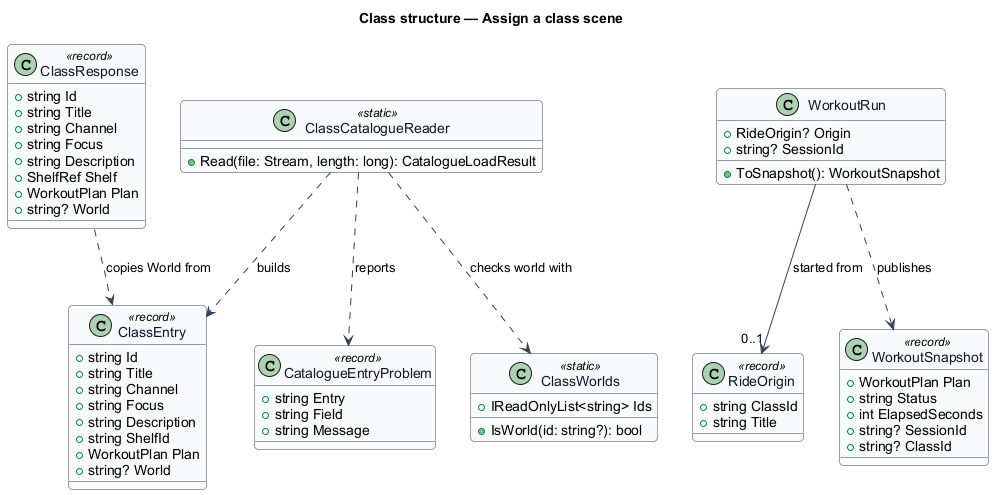 Class structure — Assign a class scene
«record»
ClassResponse
string Id
string Title
string Channel
string Focus
string Description
ShelfRef Shelf
WorkoutPlan Plan
string? World
«static»
ClassCatalogueReader
Read(file: Stream, length: long): CatalogueLoadResult
WorkoutRun
RideOrigin? Origin
string? SessionId
ToSnapshot(): WorkoutSnapshot
copies World from
builds
reports
checks world with
started from
publishes
0..1
«record»
ClassEntry
string Id
string Title
string Channel
string Focus
string Description
string ShelfId
WorkoutPlan Plan
string? World
«record»
CatalogueEntryProblem
string Entry
string Field
string Message
«static»
ClassWorlds
IReadOnlyList<string> Ids
IsWorld(id: string?): bool
«record»
RideOrigin
string ClassId
string Title
«record»
WorkoutSnapshot
WorkoutPlan Plan
string Status
int ElapsedSeconds
string? SessionId
string? ClassId